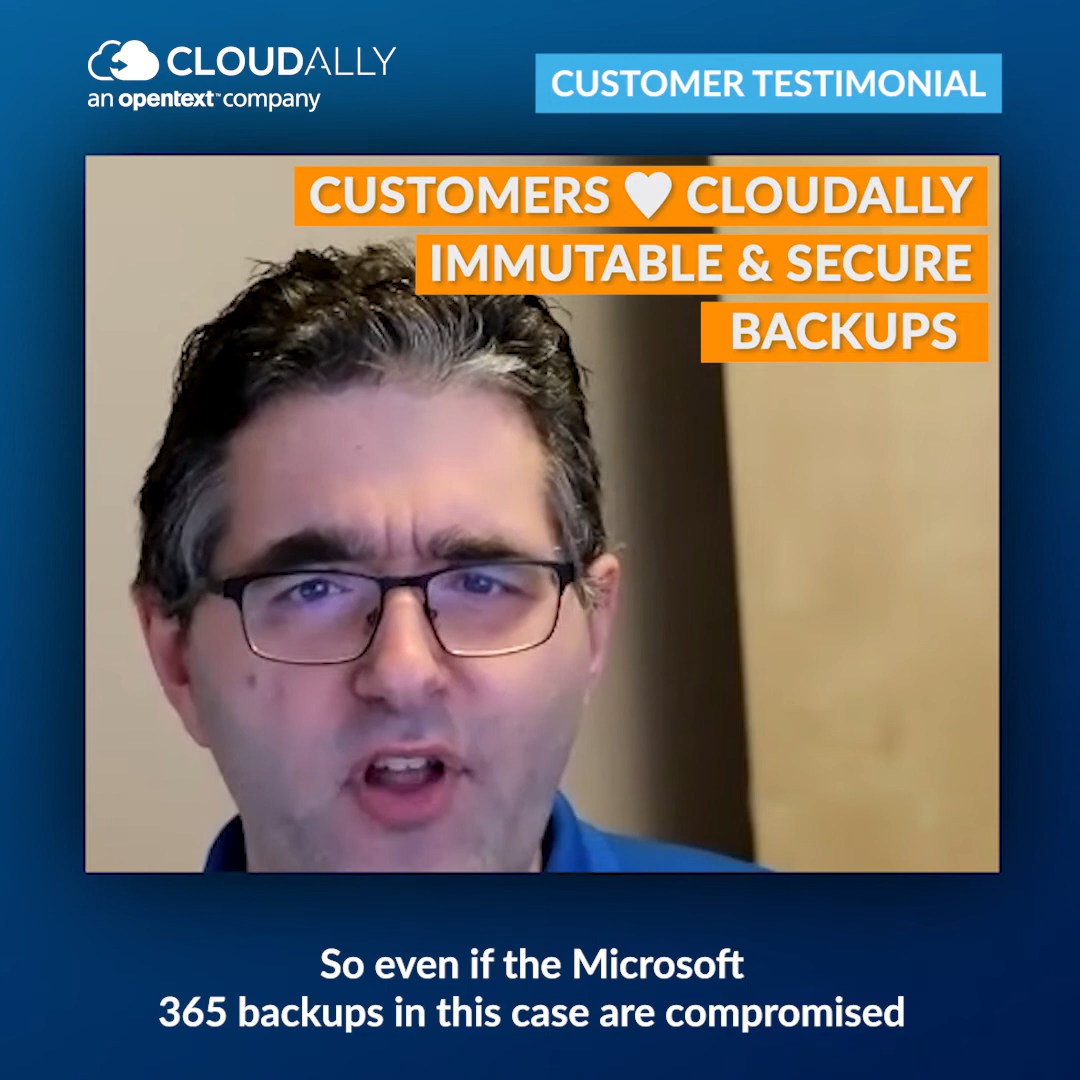 CLOUDALLY
an opentext™ company
CUSTOMER TESTIMONIAL
CUSTOMERS 🤍 CLOUDALLY
IMMUTABLE & SECURE
BACKUPS
So even if the Microsoft
365 backups in this case are compromised